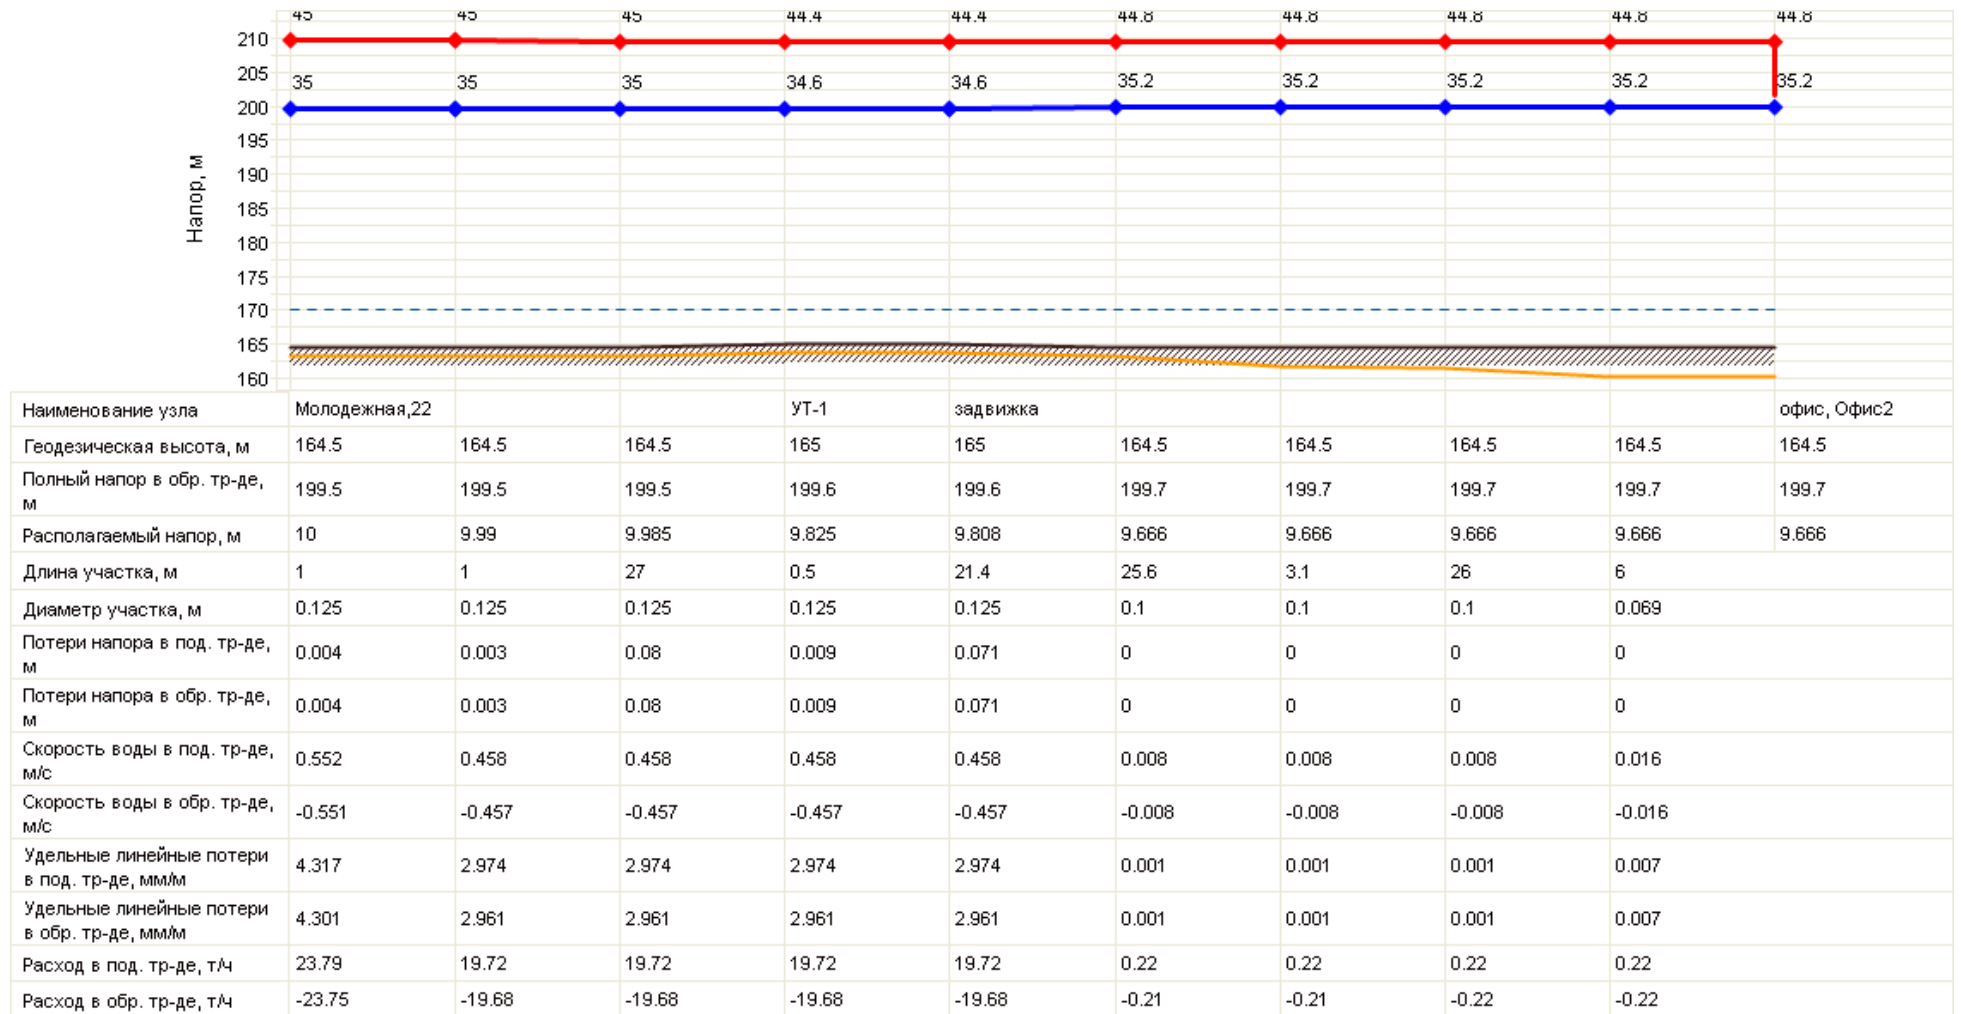 45 45 45 44.4 44.4 44.8 44.8 44.8 44.8 44.8
210
205
35 35 35 34.6 34.6 35.2 35.2 35.2 35.2 35.2
200
195
190
185
180
175
170
165
160
Напор, м
Наименование узла Молодежная,22 УТ-1 задвижка офис, Офис2
Геодезическая высота, м 164.5 164.5 164.5 165 165 164.5 164.5 164.5 164.5 164.5
Полный напор в обр. тр-де,
м
199.5 199.5 199.5 199.6 199.6 199.7 199.7 199.7 199.7 199.7
Располагаемый напор, м 10 9.99 9.985 9.825 9.808 9.666 9.666 9.666 9.666 9.666
Длина участка, м 1 1 27 0.5 21.4 25.6 3.1 26 6
Диаметр участка, м 0.125 0.125 0.125 0.125 0.125 0.1 0.1 0.1 0.069
Потери напора в под. тр-де,
м
0.004 0.003 0.08 0.009 0.071 0 0 0 0
Потери напора в обр. тр-де,
м
0.004 0.003 0.08 0.009 0.071 0 0 0 0
Скорость воды в под. тр-де,
м/с
0.552 0.458 0.458 0.458 0.458 0.008 0.008 0.008 0.016
Скорость воды в обр. тр-де,
м/с
-0.551 -0.457 -0.457 -0.457 -0.457 -0.008 -0.008 -0.008 -0.016
Удельные линейные потери
в под. тр-де, мм/м
4.317 2.974 2.974 2.974 2.974 0.001 0.001 0.001 0.007
Удельные линейные потери
в обр. тр-де, мм/м
4.301 2.961 2.961 2.961 2.961 0.001 0.001 0.001 0.007
Расход в под. тр-де, т/ч 23.79 19.72 19.72 19.72 19.72 0.22 0.22 0.22 0.22
Расход в обр. тр-де, т/ч -23.75 -19.68 -19.68 -19.68 -19.68 -0.21 -0.21 -0.22 -0.22